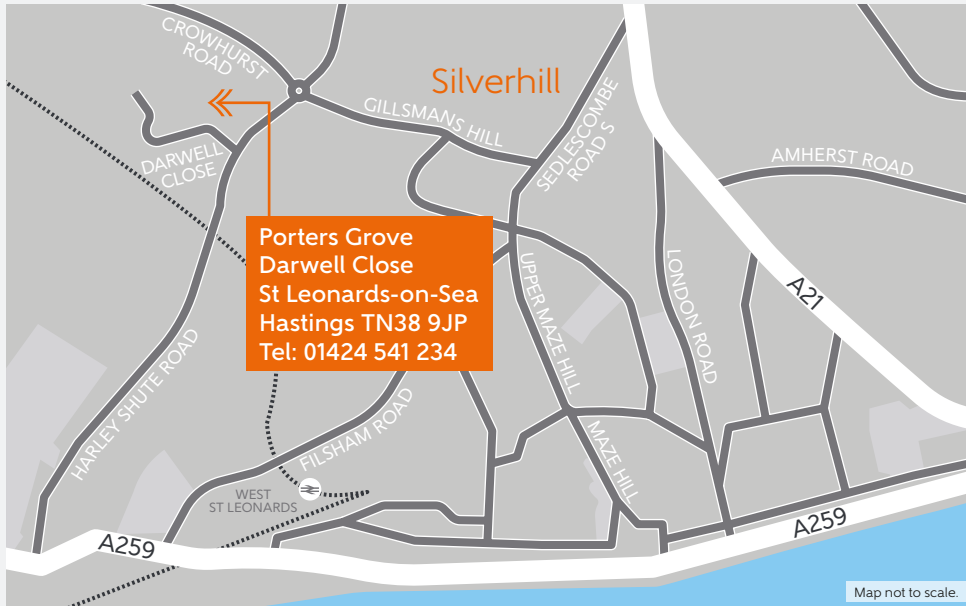 CROWHURST
ROAD
Silverhill
GILLSMANS HILL
SEDLESCOMBE
ROAD S
AMHERST ROAD
DARWELL
CLOSE
Porters Grove
Darwell Close
St Leonards-on-Sea
Hastings TN38 9JP
Tel: 01424 541 234
UPPER MAZE HILL
LONDON ROAD
A21
HARLEY SHUTE ROAD
FILSHAM ROAD
MAZE HILL
WEST
ST LEONARDS
A259
A259
Map not to scale.